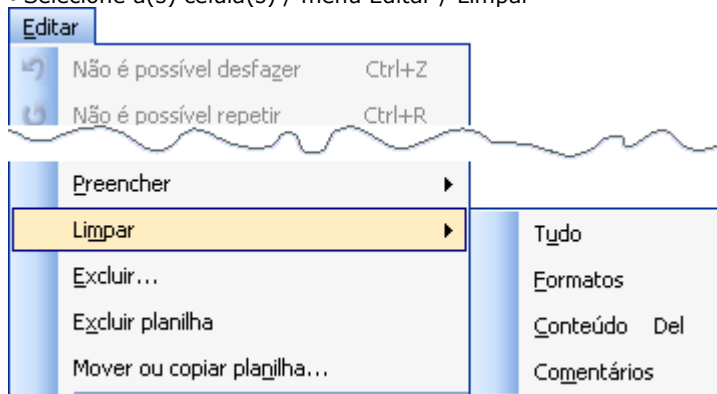 • Selecione a(s) célula(s) / menu Editar / Limpar
Editar
Não é possível desfazer Ctrl+Z
Não é possível repetir Ctrl+R
Preencher
Limpar
Tudo
Excluir...
Formatos
Excluir planilha
Conteúdo Del
Mover ou copiar planilha...
Comentários